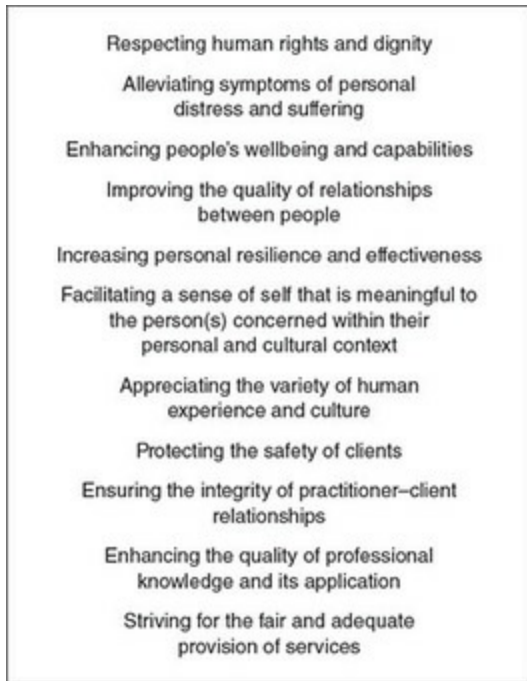 Respecting human rights and dignity
Alleviating symptoms of personal
distress and suffering
Enhancing people's wellbeing and capabilities
Improving the quality of relationships
between people
Increasing personal resilience and effectiveness
Facilitating a sense of self that is meaningful to
the person(s) concerned within their
personal and cultural context
Appreciating the variety of human
experience and culture
Protecting the safety of clients
Ensuring the integrity of practitioner–client
relationships
Enhancing the quality of professional
knowledge and its application
Striving for the fair and adequate
provision of services